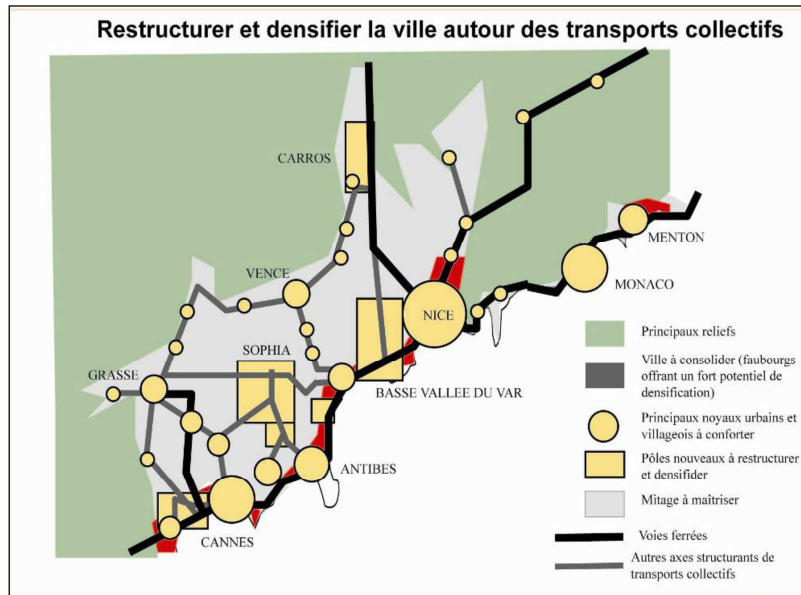 Restructurer et densifier la ville autour des transports collectifs
CARROS
MENTON
MONACO
VENCE
NICE
SOPHIA
GRASSE
BASSE VALLEE DU VAR
ANTIBES
CANNES
Principaux reliefs
Ville à consolider (faubourgs
offrant un fort potentiel de
densification)
Principaux noyaux urbains et
villageois à conforter
Pôles nouveaux à restructurer
et densifider
Mitage à maîtriser
Voies ferrées
Autres axes structurants de
transports collectifs